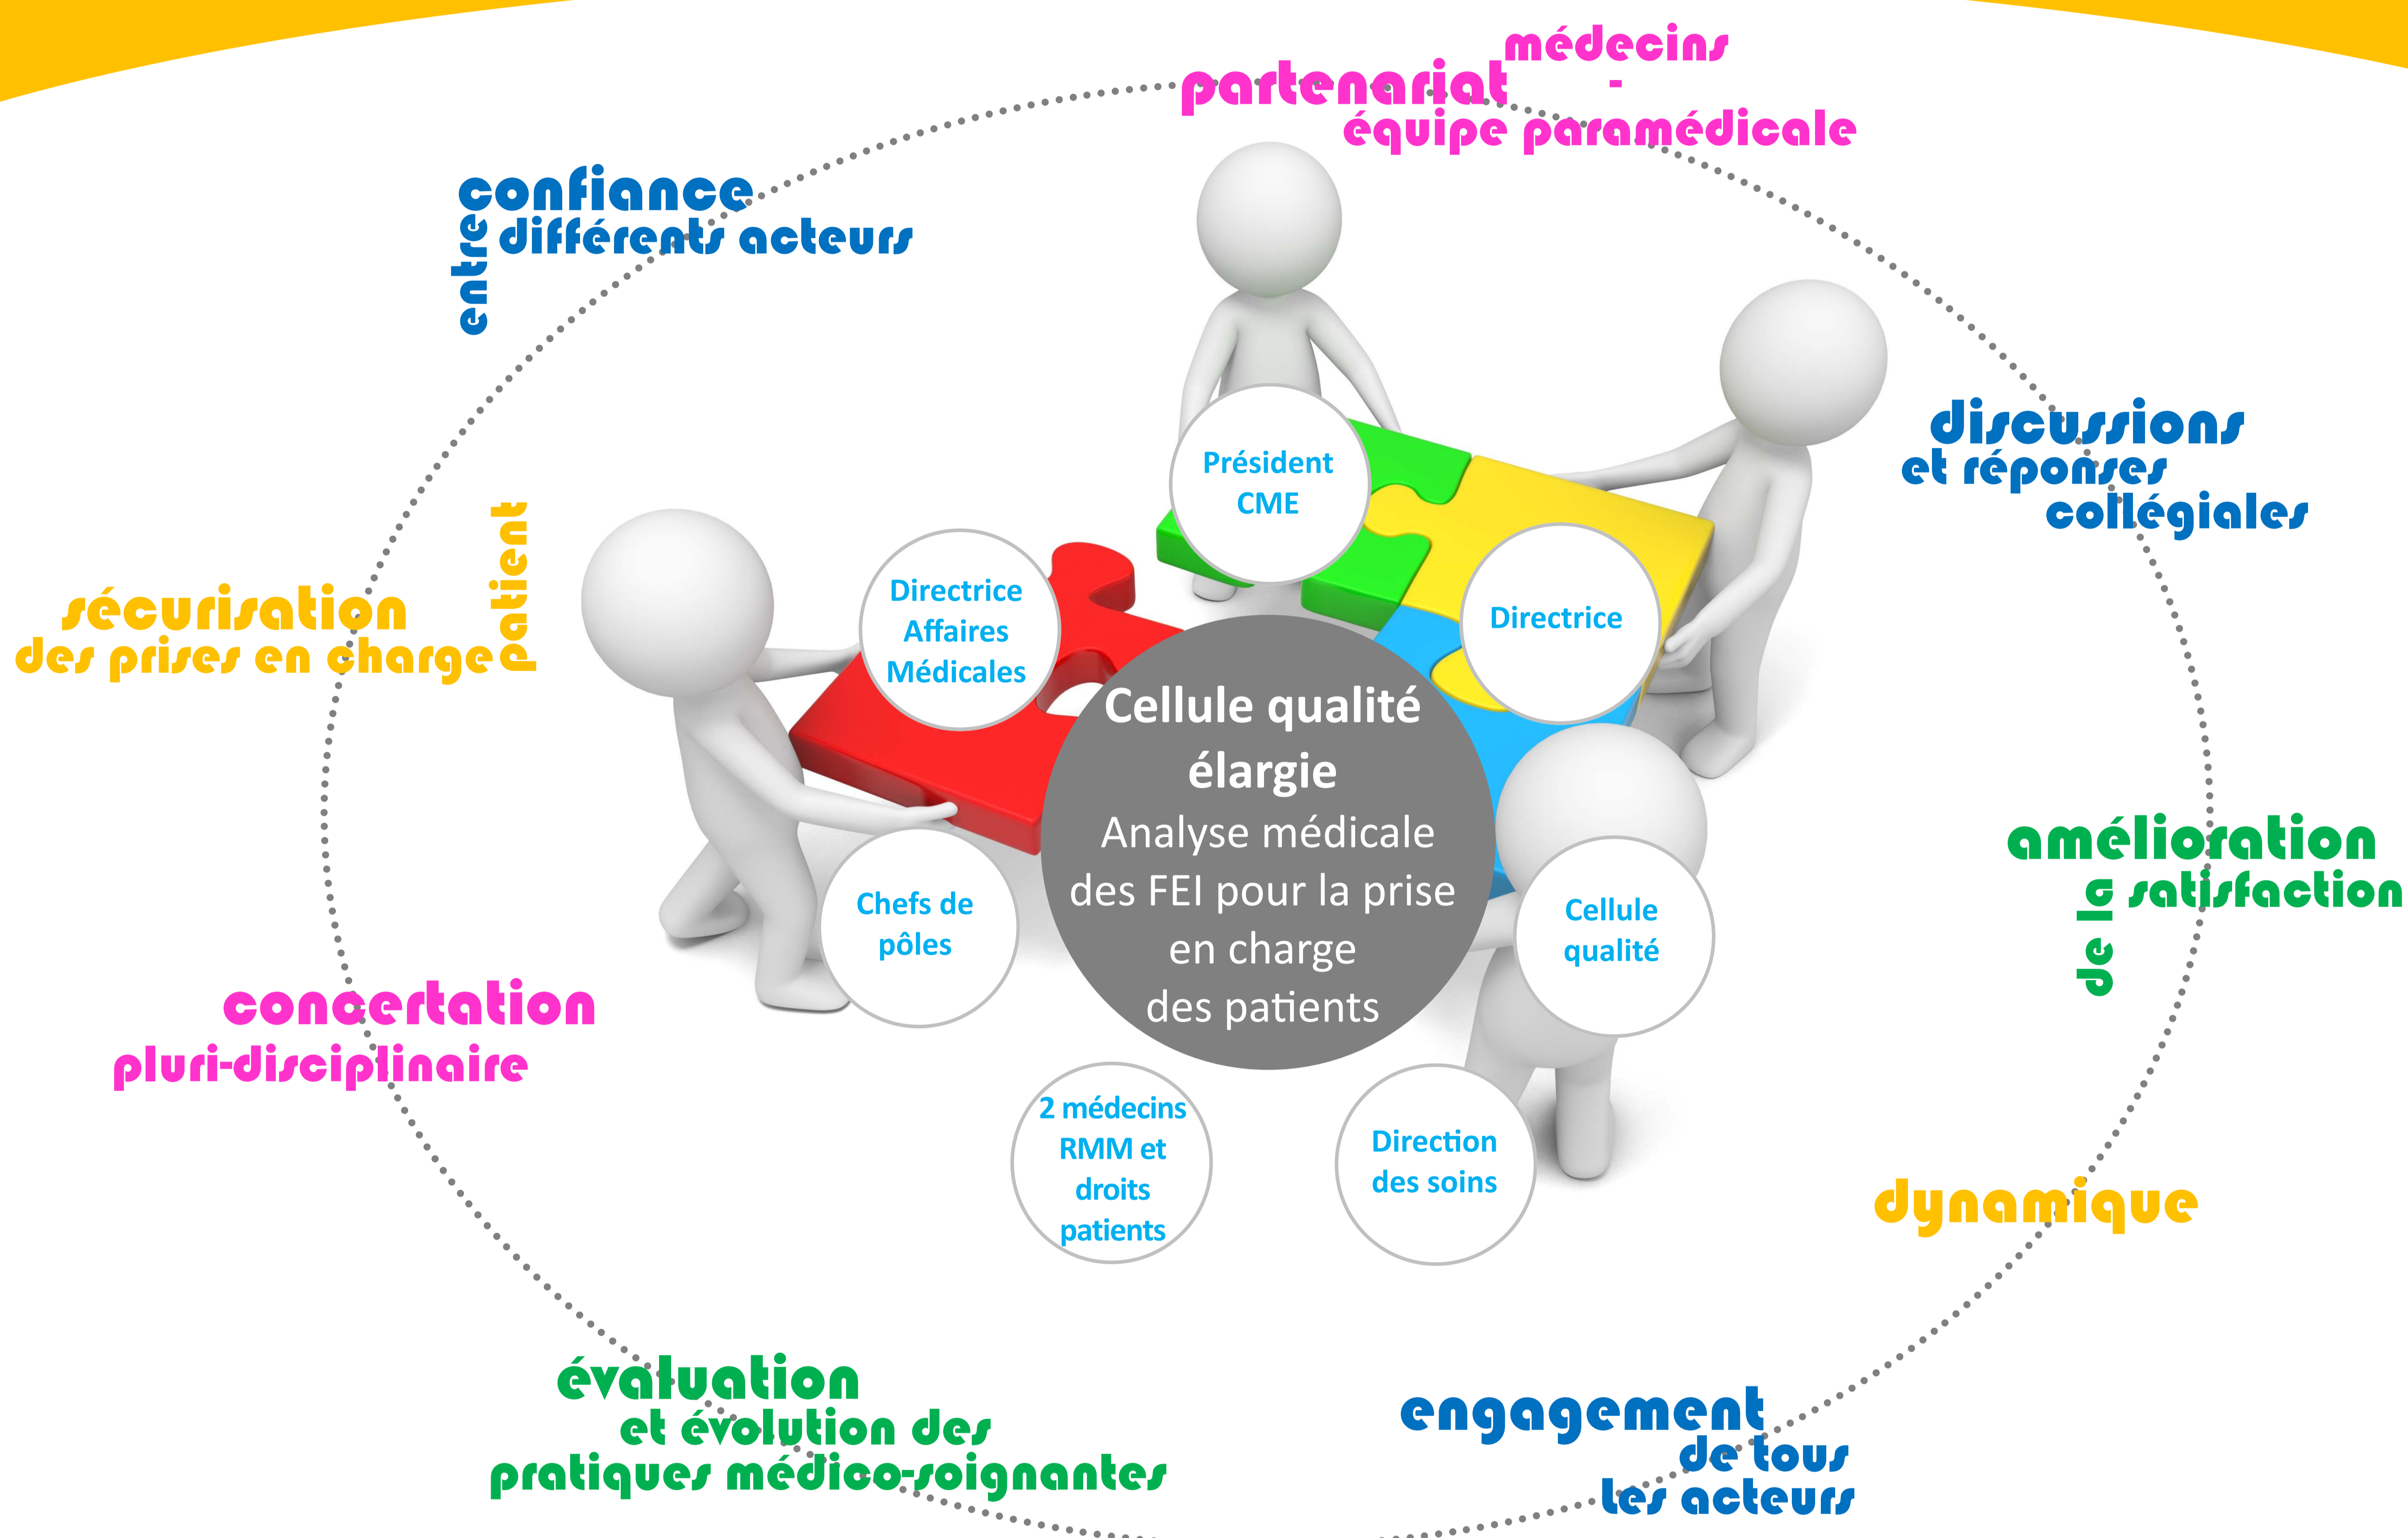 partenariat
médecins
-
équipe paramédicale
confiance
entre
différents acteurs
discussions
et réponses
collégiales
sécurisation
des prises en charge
patient
amélioration
de la
satisfaction
concertation
pluri-disciplinaire
dynamique
évaluation
et évolution des
pratiques médico-soignantes
engagement
de tous
les acteurs
Président
CME
Directrice
Affaires
Médicales
Directrice
Cellule qualité
élargie
Analyse médicale
des FEI pour la prise
en charge
des patients
Chefs de
pôles
Cellule
qualité
2 médecins
RMM et
droits
patients
Direction
des soins